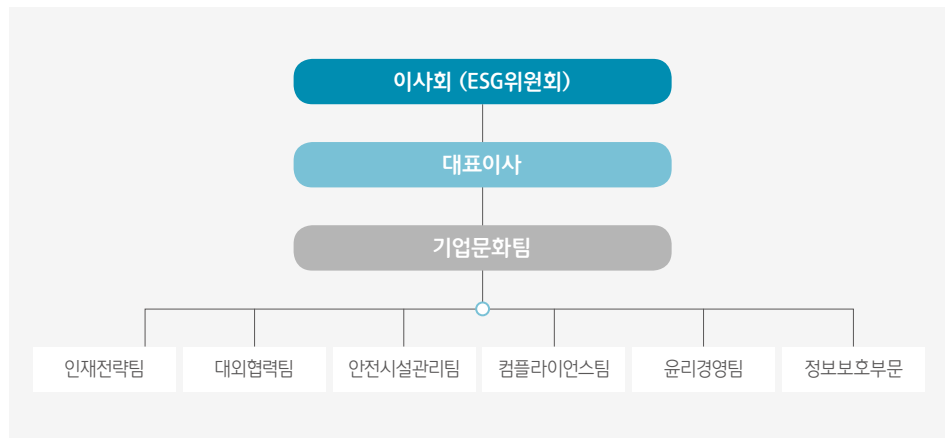 이사회 (ESG위원회)
대표이사
기업문화팀
인재전략팀
대외협력팀
안전시설관리팀
컴플라이언스팀
윤리경영팀
정보보호부문